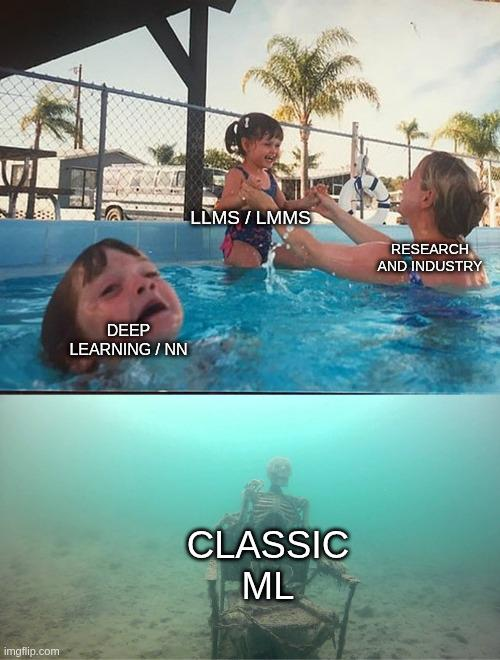 LLMS / LMMS
RESEARCH
AND INDUSTRY
DEEP
LEARNING / NN
CLASSIC
ML
imgflip.com